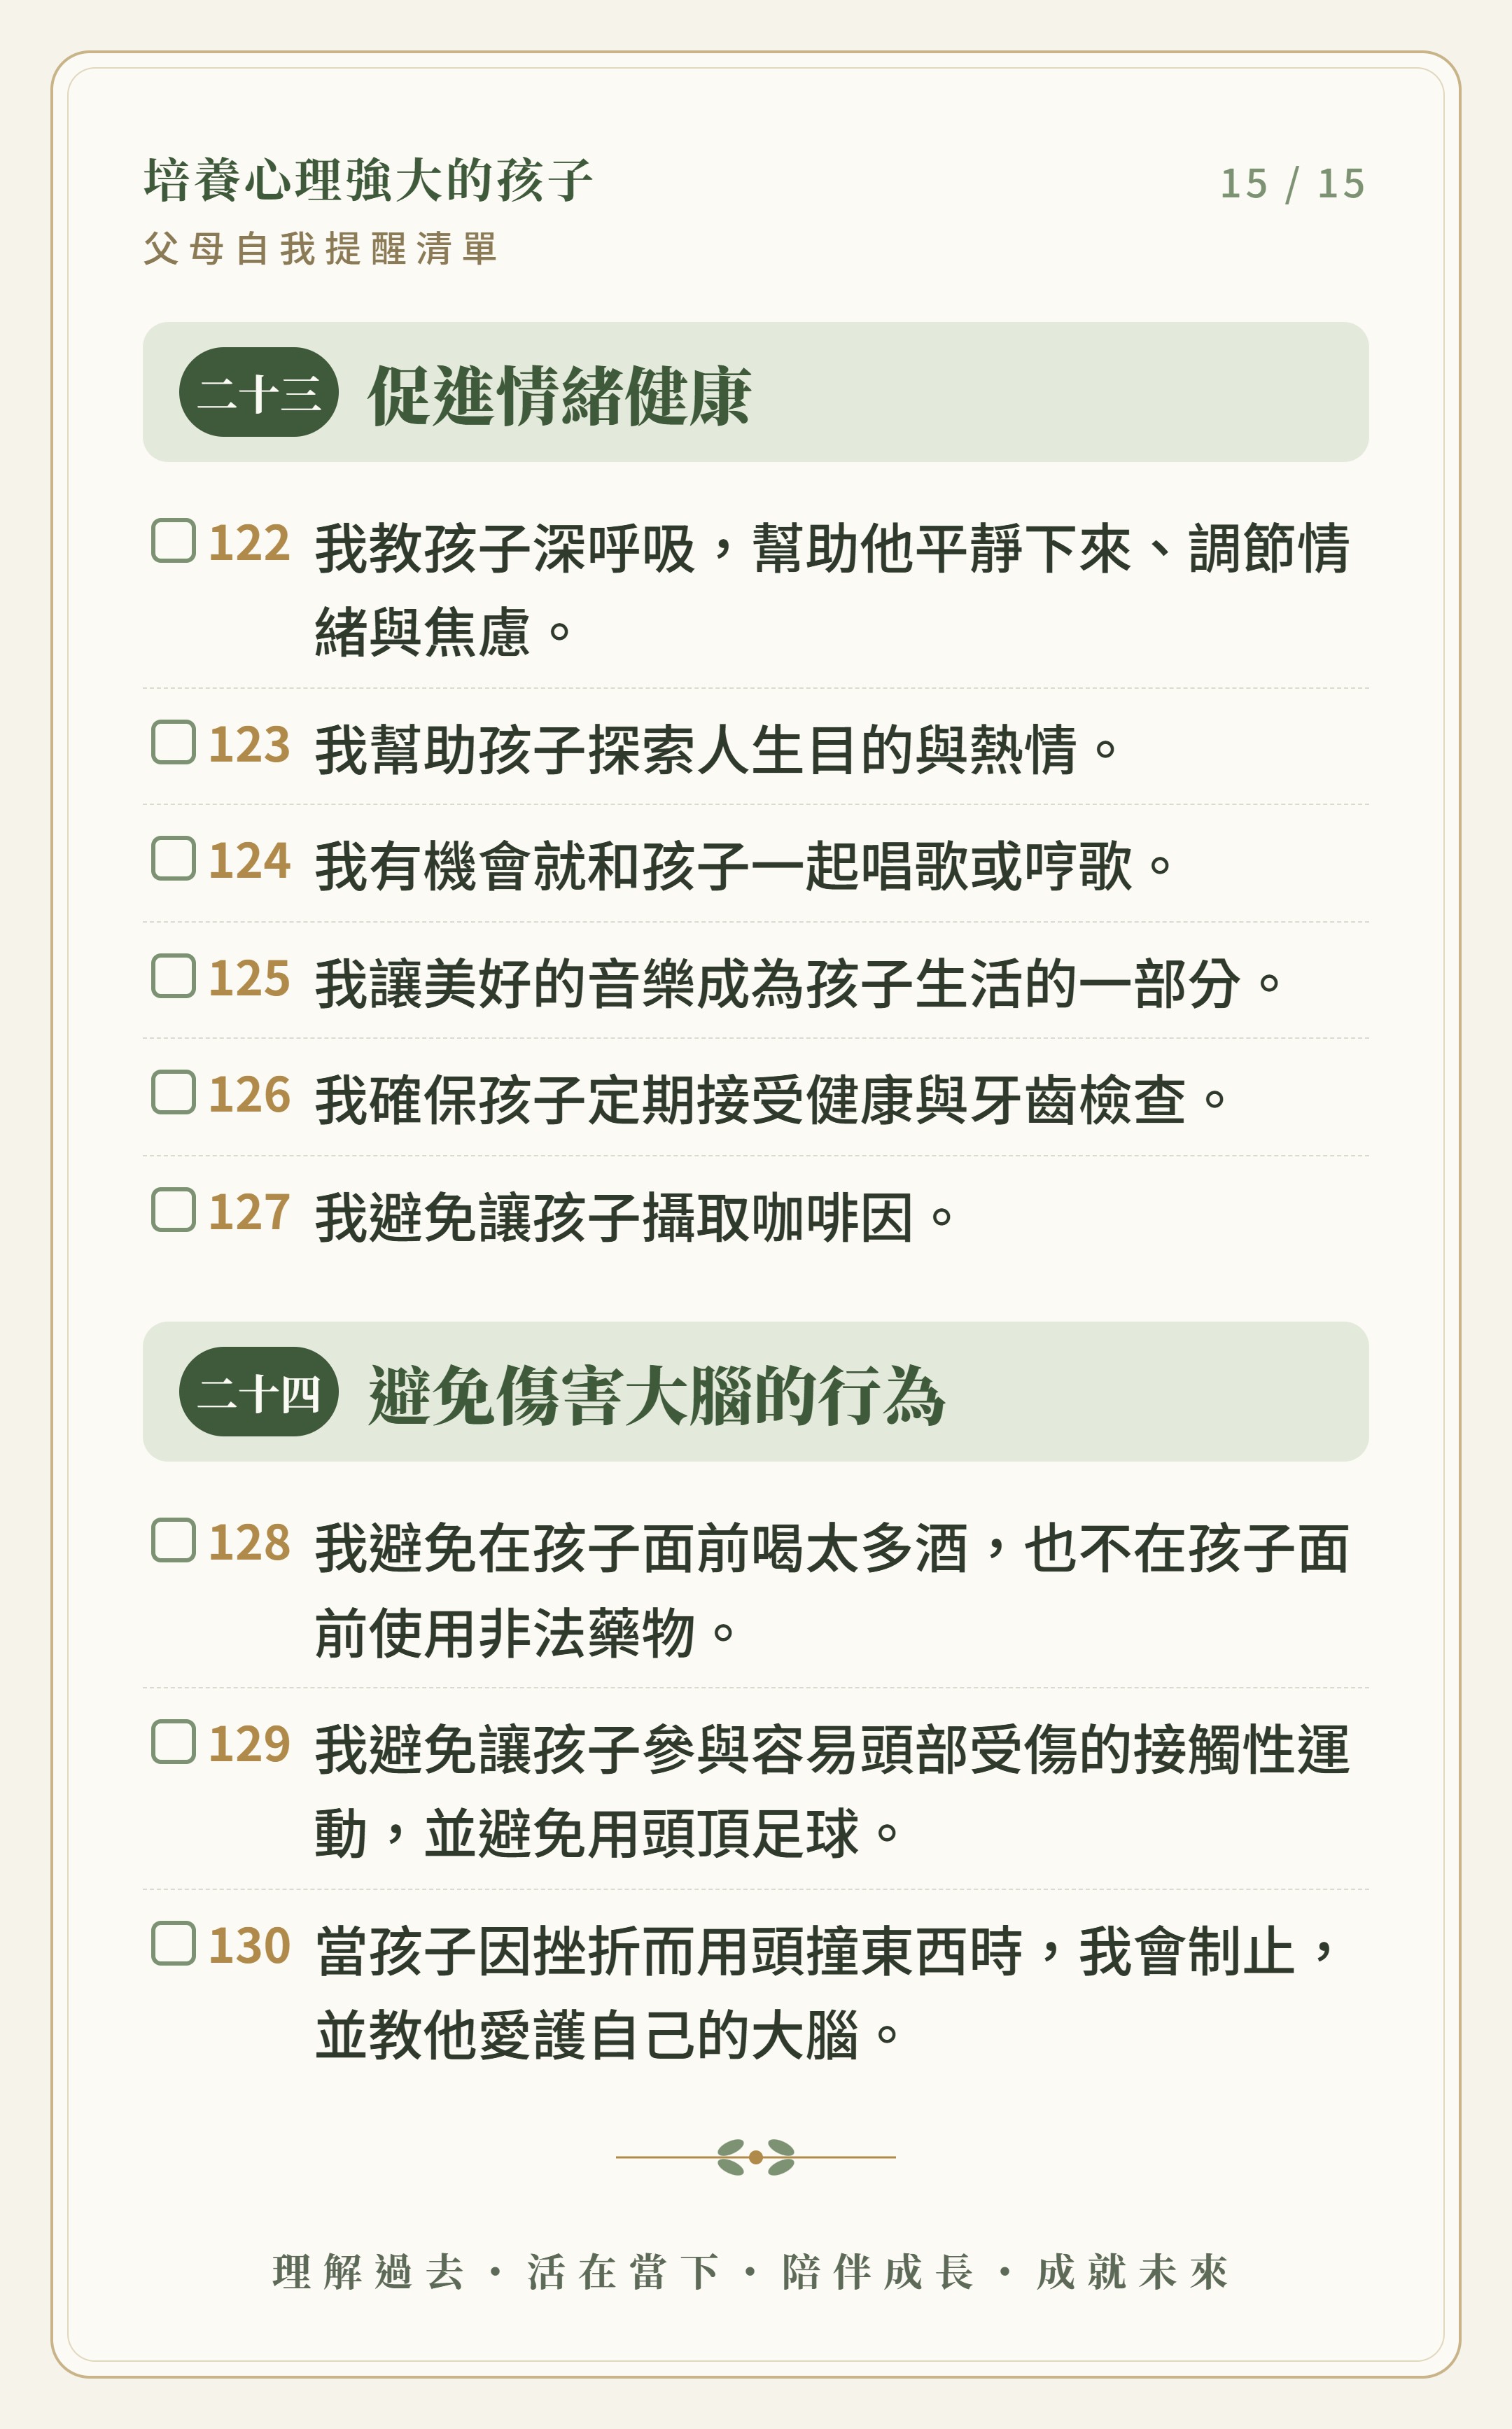 培養心理強大的孩子
15 / 15
父母自我提醒清單
二十三 促進情緒健康
122 我教孩子深呼吸，幫助他平靜下來、調節情
緒與焦慮。
123 我幫助孩子探索人生目的與熱情。
124 我有機會就和孩子一起唱歌或哼歌。
125 我讓美好的音樂成為孩子生活的一部分。
126 我確保孩子定期接受健康與牙齒檢查。
127 我避免讓孩子攝取咖啡因。
二十四 避免傷害大腦的行為
128 我避免在孩子面前喝太多酒，也不在孩子面
前使用非法藥物。
129 我避免讓孩子參與容易頭部受傷的接觸性運
動，並避免用頭頂足球。
130 當孩子因挫折而用頭撞東西時，我會制止，
並教他愛護自己的大腦。
理解過去・活在當下・陪伴成長・成就未來